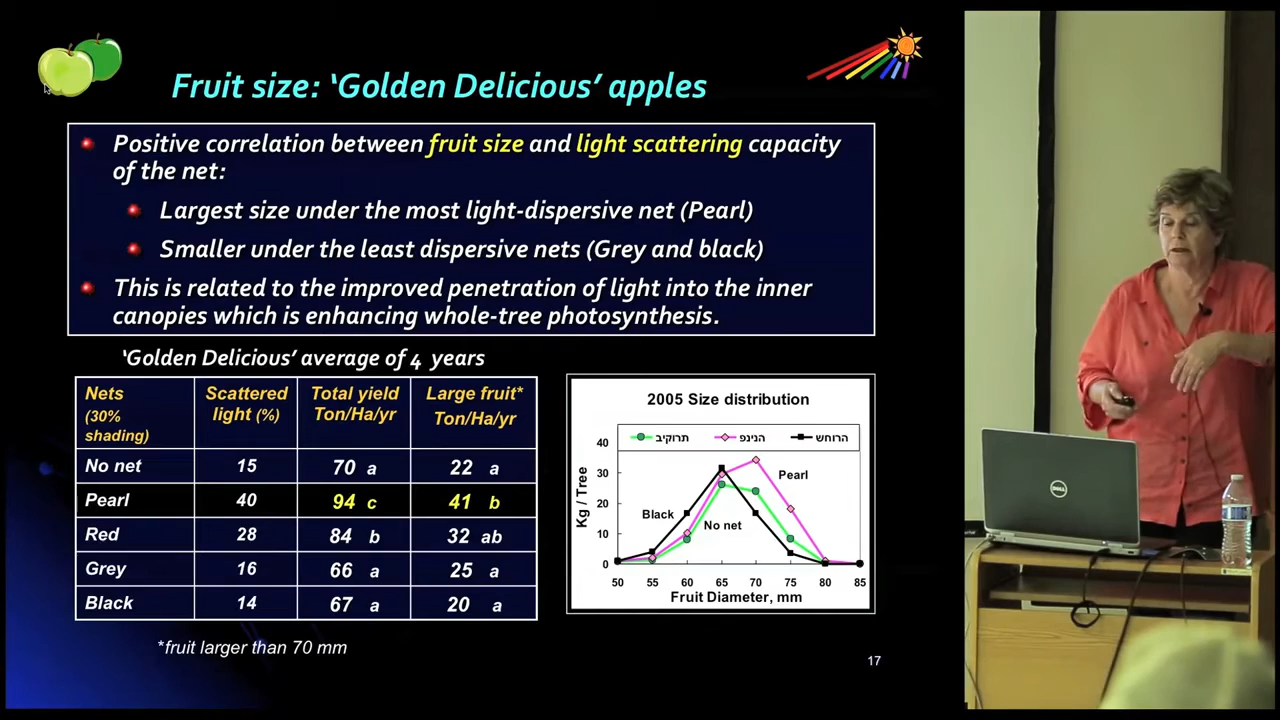 Fruit size: ‘Golden Delicious’ apples
Positive correlation between fruit size and light scattering capacity
of the net:
Largest size under the most light-dispersive net (Pearl)
Smaller under the least dispersive nets (Grey and black)
This is related to the improved penetration of light into the inner
canopies which is enhancing whole-tree photosynthesis.
‘Golden Delicious’ average of 4 years
Nets (30% shading) Scattered light (%) Total yield Ton/Ha/yr Large fruit* Ton/Ha/yr
No net 15 70 a 22 a
Pearl 40 94 c 41 b
Red 28 84 b 32 ab
Grey 16 66 a 25 a
Black 14 67 a 20 a
*fruit larger than 70 mm
2005 Size distribution
תרוקיב הנינפ הרוחש
Kg / Tree
40
30
20
10
0
Pearl
Black
No net
50 55 60 65 70 75 80 85
Fruit Diameter, mm
17
DELL